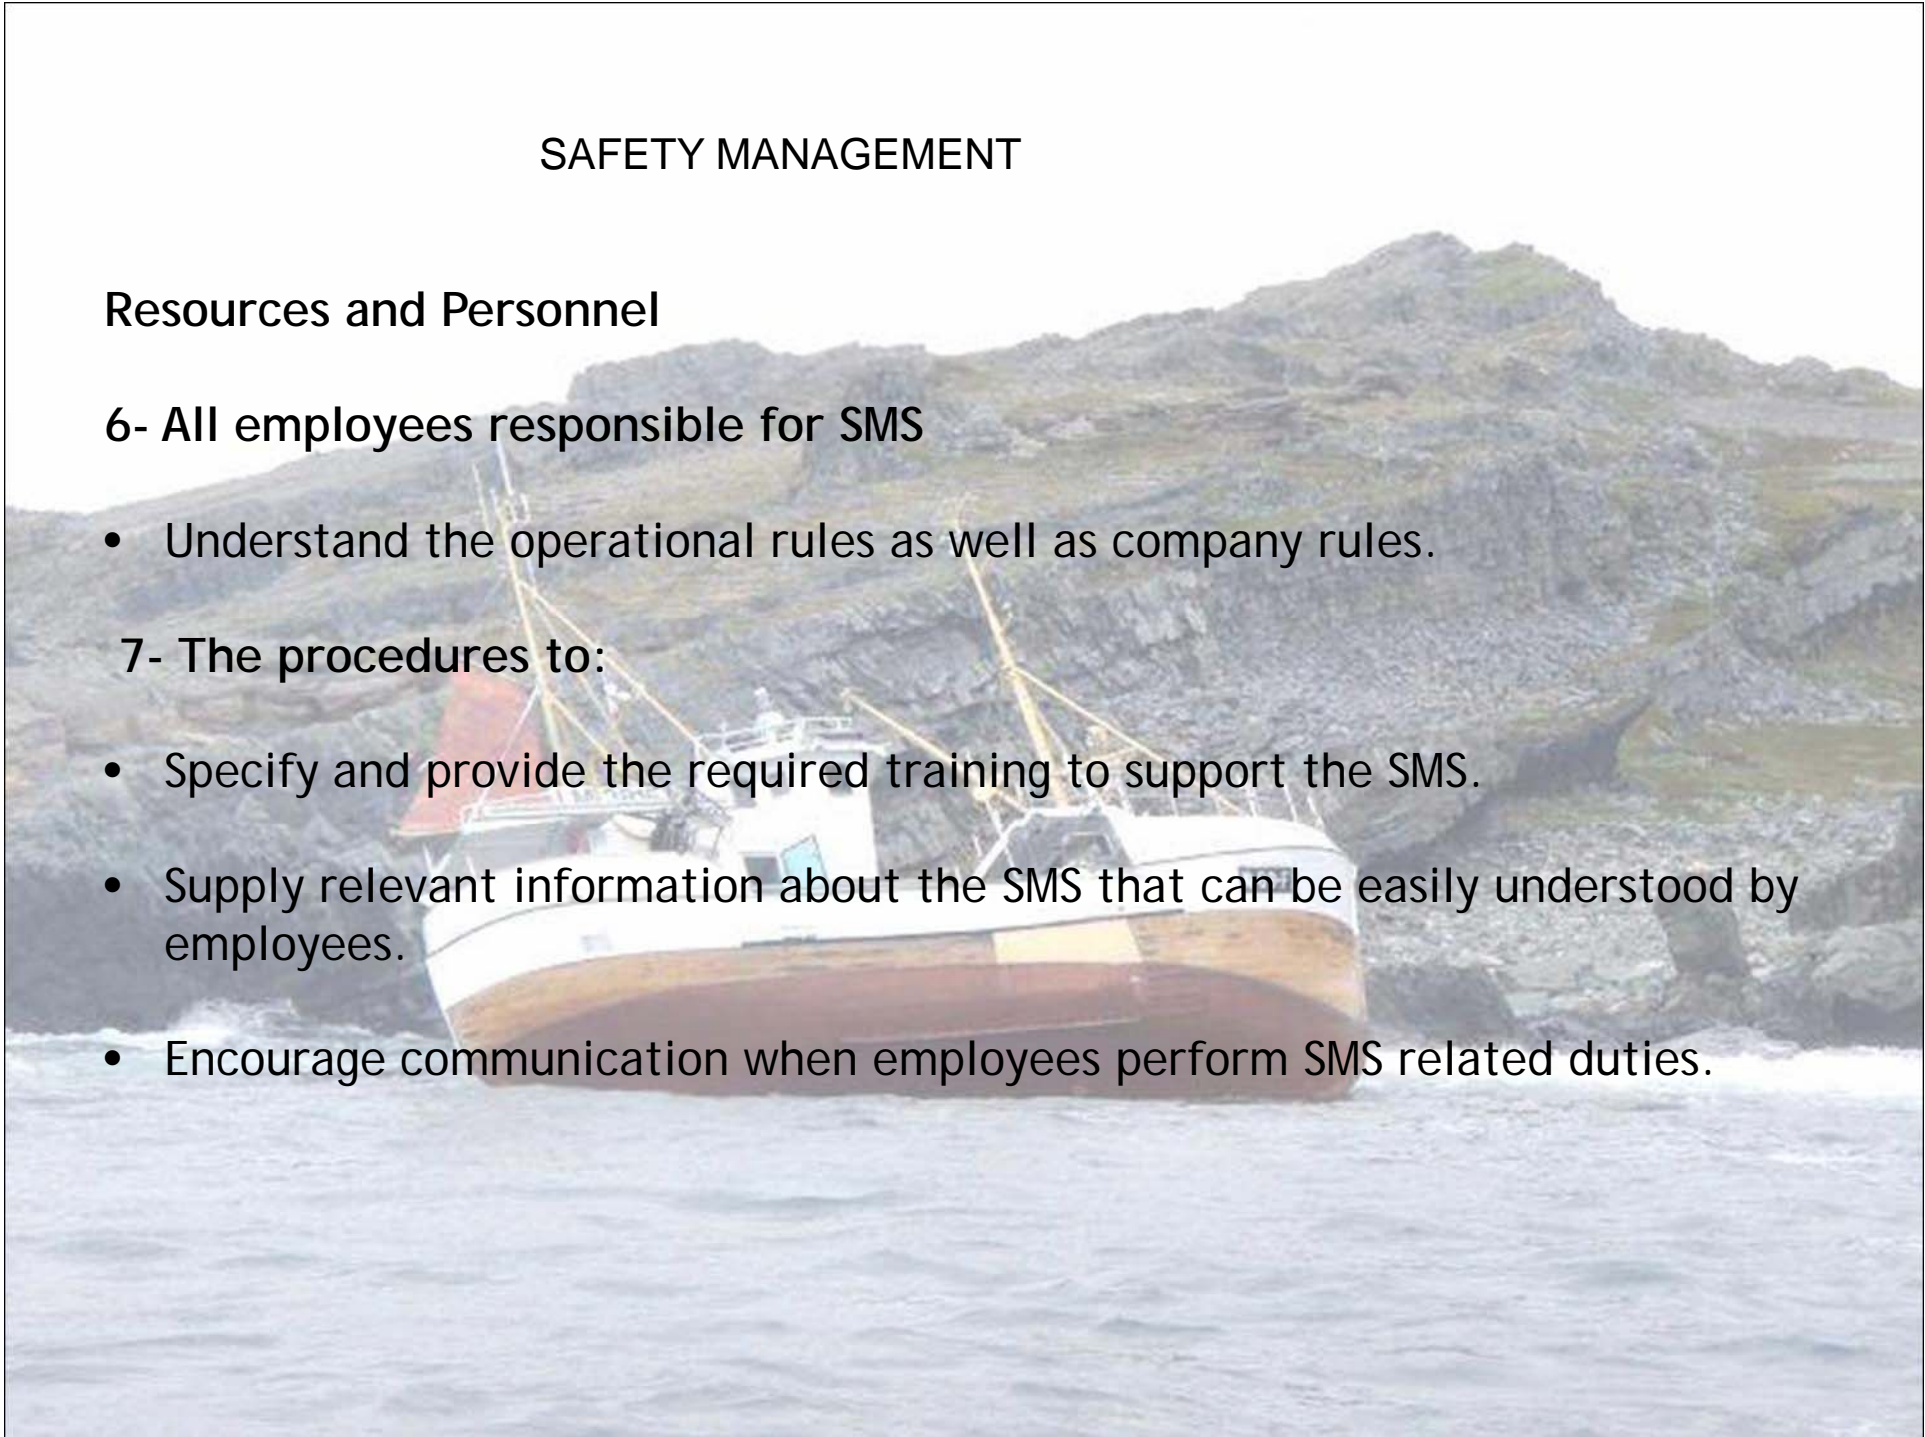 SAFETY MANAGEMENT
Resources and Personnel
6- All employees responsible for SMS
• Understand the operational rules as well as company rules.
7- The procedures to:
• Specify and provide the required training to support the SMS.
• Supply relevant information about the SMS that can be easily understood by
employees.
• Encourage communication when employees perform SMS related duties.